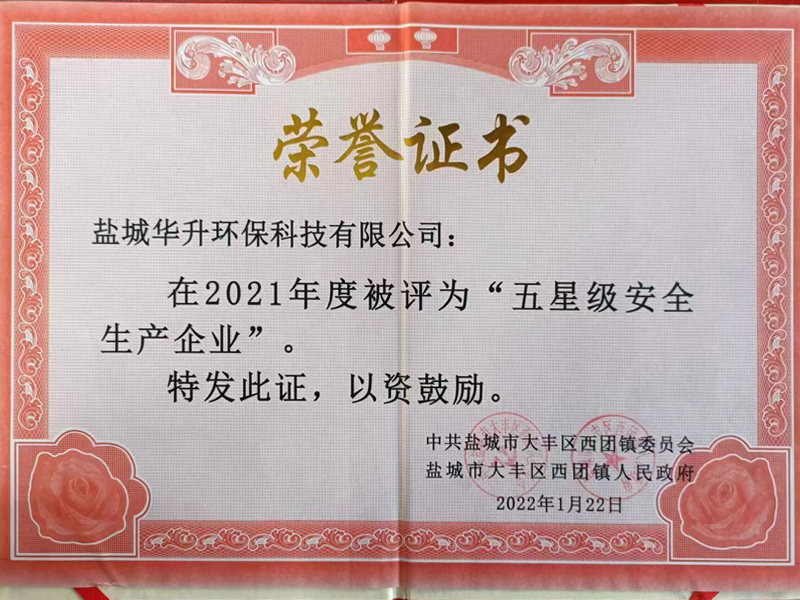 荣誉证书
盐城华升环保科技有限公司：
在2021年度被评为“五星级安全
生产企业”。
特发此证，以资鼓励。
中共盐城市大丰区西团镇委员会
盐城市大丰区西团镇人民政府
2022年1月22日